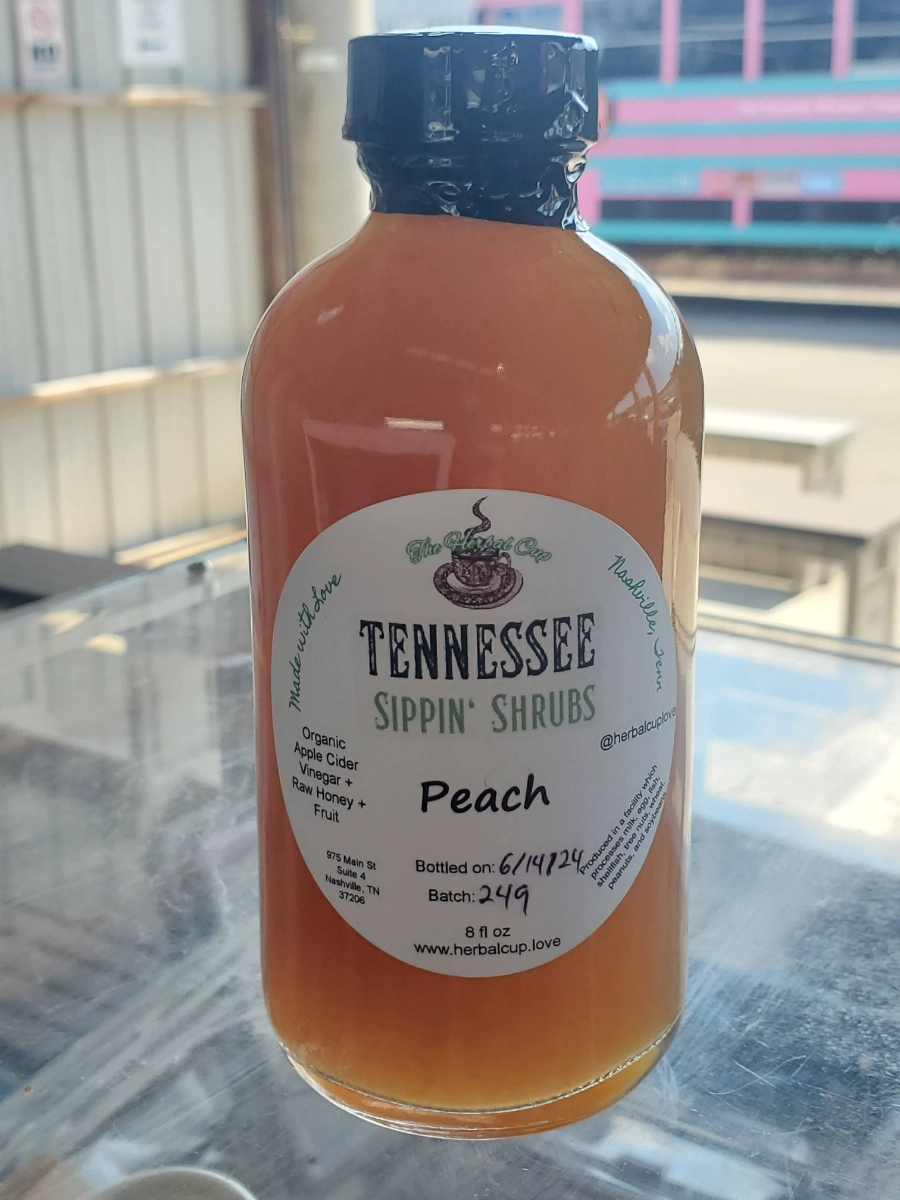 The Herbal Cup
Made with Love
Nashville, Tenn
TENNESSEE
SIPPIN' SHRUBS
@herbalcuplove
Organic
Apple Cider
Vinegar +
Raw Honey +
Fruit
Peach
975 Main St
Suite 4
Nashville, TN
37206
Bottled on: 6/14/24
Batch: 249
8 fl oz
www.herbalcup.love
Produced in a facility which
processes milk, egg, fish,
shellfish, tree nuts, wheat,
peanuts, and soybeans